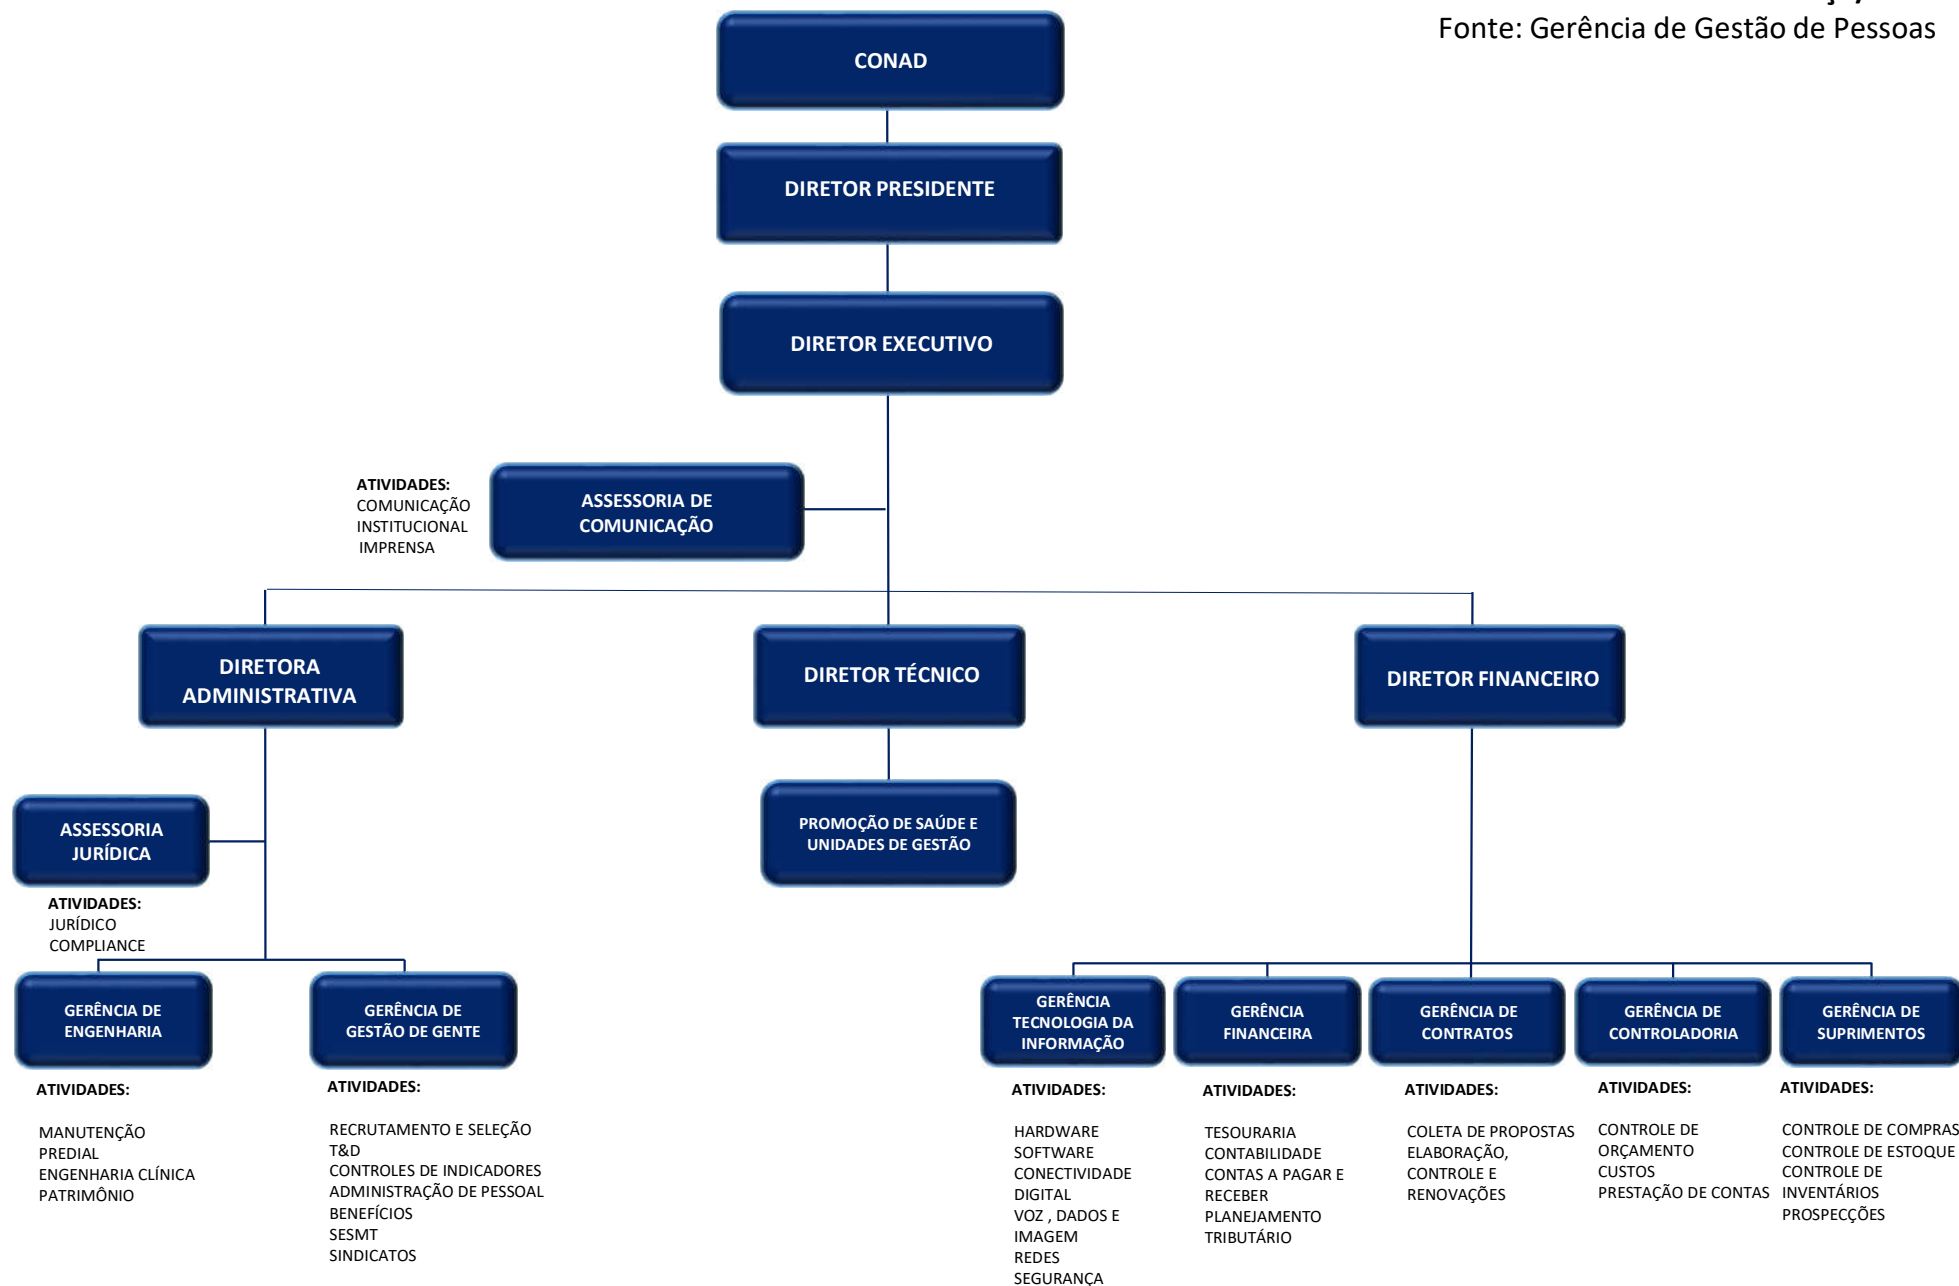 Fonte: Gerência de Gestão de Pessoas
CONAD
DIRETOR PRESIDENTE
DIRETOR EXECUTIVO
ATIVIDADES:
COMUNICAÇÃO
INSTITUCIONAL
IMPRENSA
ASSESSORIA DE
COMUNICAÇÃO
DIRETORA
ADMINISTRATIVA
DIRETOR TÉCNICO
DIRETOR FINANCEIRO
ASSESSORIA
JURÍDICA
ATIVIDADES:
JURÍDICO
COMPLIANCE
PROMOÇÃO DE SAÚDE E
UNIDADES DE GESTÃO
GERÊNCIA DE
ENGENHARIA
ATIVIDADES:
MANUTENÇÃO
PREDIAL
ENGENHARIA CLÍNICA
PATRIMÔNIO
GERÊNCIA DE
GESTÃO DE GENTE
ATIVIDADES:
RECRUTAMENTO E SELEÇÃO
T&D
CONTROLES DE INDICADORES
ADMINISTRAÇÃO DE PESSOAL
BENEFÍCIOS
SESMT
SINDICATOS
GERÊNCIA
TECNOLOGIA DA
INFORMAÇÃO
ATIVIDADES:
HARDWARE
SOFTWARE
CONECTIVIDADE
DIGITAL
VOZ , DADOS E
IMAGEM
REDES
SEGURANÇA
GERÊNCIA
FINANCEIRA
ATIVIDADES:
TESOURARIA
CONTABILIDADE
CONTAS A PAGAR E
RECEBER
PLANEJAMENTO
TRIBUTÁRIO
GERÊNCIA DE
CONTRATOS
ATIVIDADES:
COLETA DE PROPOSTAS
ELABORAÇÃO,
CONTROLE E
RENOVAÇÕES
GERÊNCIA DE
CONTROLADORIA
ATIVIDADES:
CONTROLE DE
ORÇAMENTO
CUSTOS
PRESTAÇÃO DE CONTAS
GERÊNCIA DE
SUPRIMENTOS
ATIVIDADES:
CONTROLE DE COMPRAS
CONTROLE DE ESTOQUE
CONTROLE DE
INVENTÁRIOS
PROSPECÇÕES